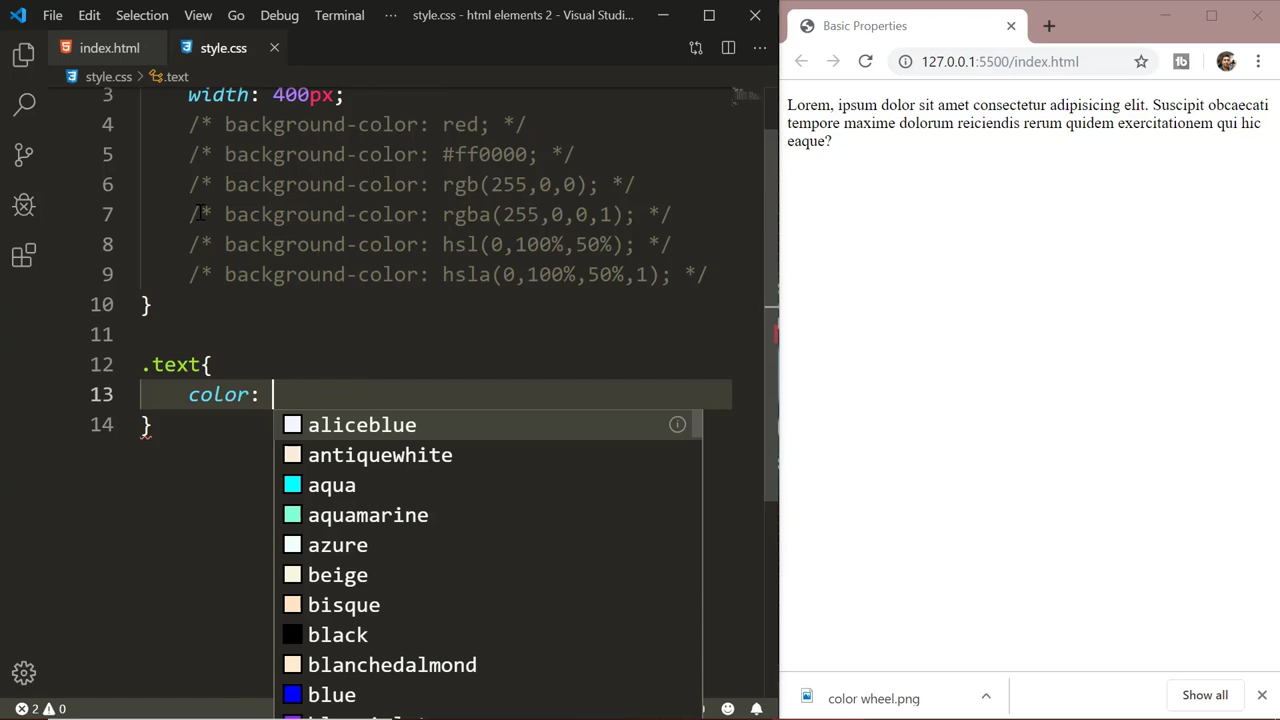 File Edit Selection View Go Debug Terminal ··· style.css - html elements 2 - Visual Studi...
index.html style.css
style.css > .text
3 width: 400px;
4 /* background-color: red; */
5 /* background-color: #ff0000; */
6 /* background-color: rgb(255,0,0); */
7 /* background-color: rgba(255,0,0,1); */
8 /* background-color: hsl(0,100%,50%); */
9 /* background-color: hsla(0,100%,50%,1); */
10 }
11
12 .text{
13 color:
14 }
aliceblue
antiquewhite
aqua
aquamarine
azure
beige
bisque
black
blanchedalmond
blue
2 0
Basic Properties
127.0.0.1:5500/index.html
Lorem, ipsum dolor sit amet consectetur adipisicing elit. Suscipit obcaecati
tempore maxime dolorum reiciendis rerum quidem exercitationem qui hic
eaque?
color wheel.png
Show all